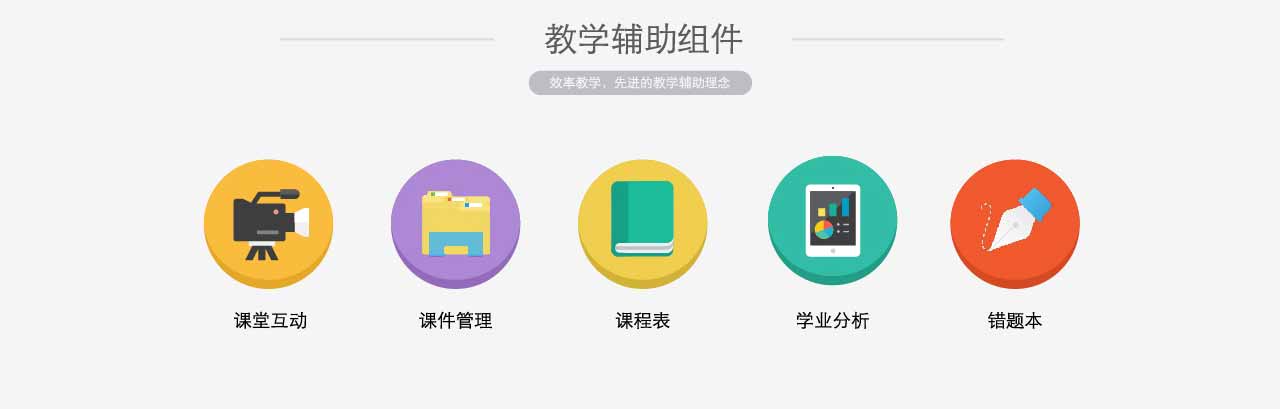 教学辅助组件
效率教学，先进的教学辅助理念
课堂互动
课件管理
课程表
学业分析
错题本